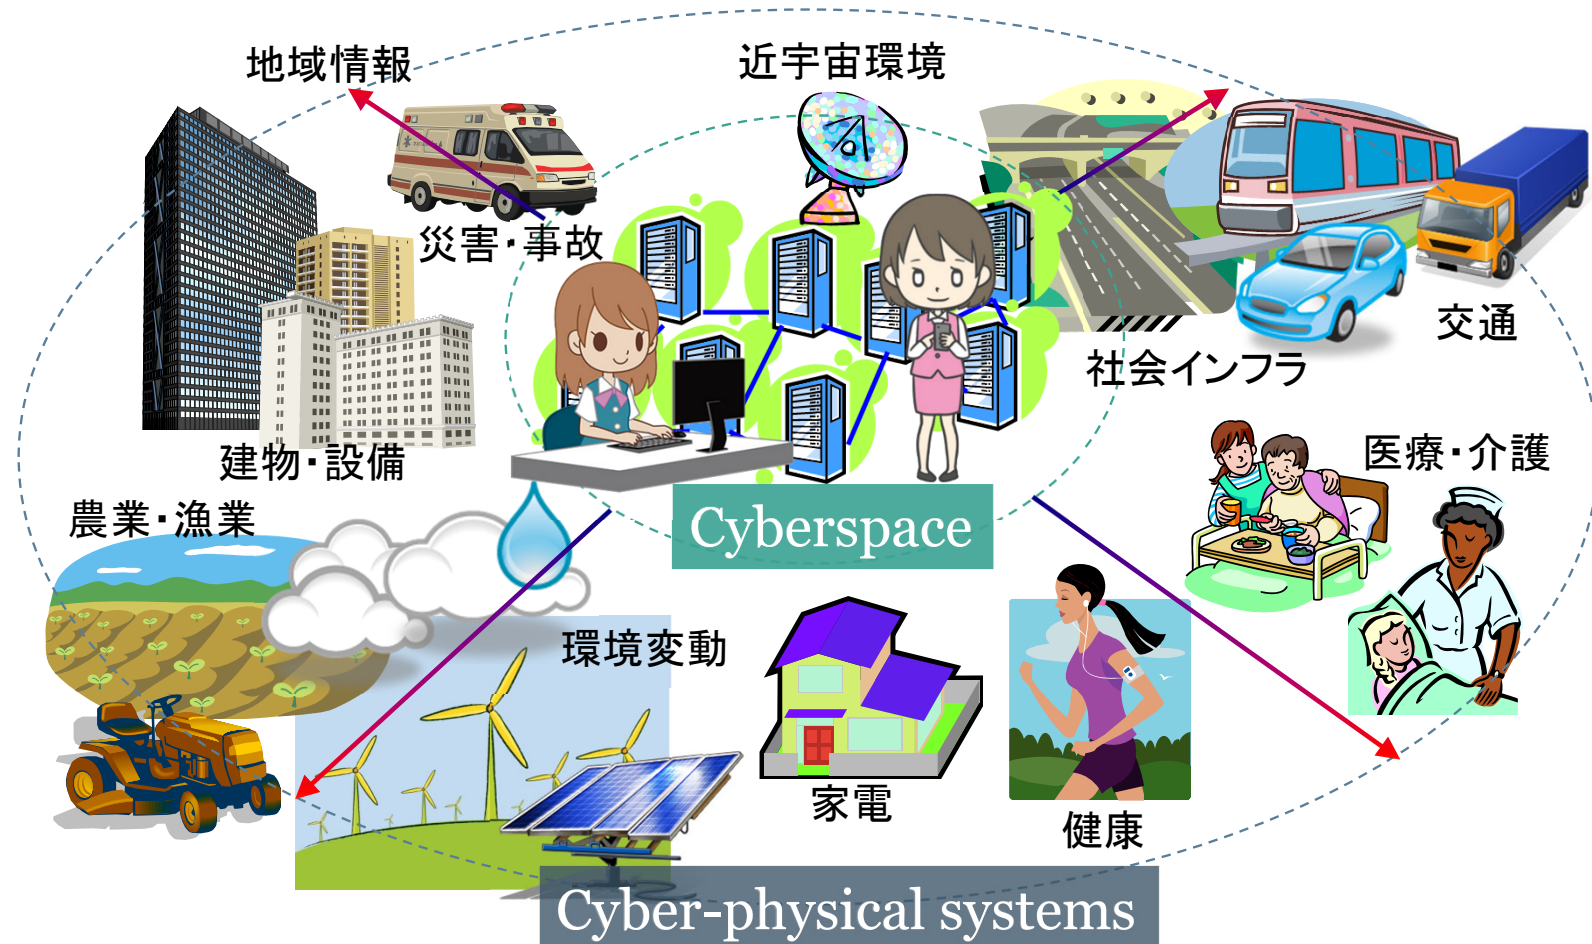 地域情報
近宇宙環境
災害・事故
交通
社会インフラ
建物・設備
医療・介護
農業・漁業
Cyberspace
環境変動
家電
健康
Cyber-physical systems